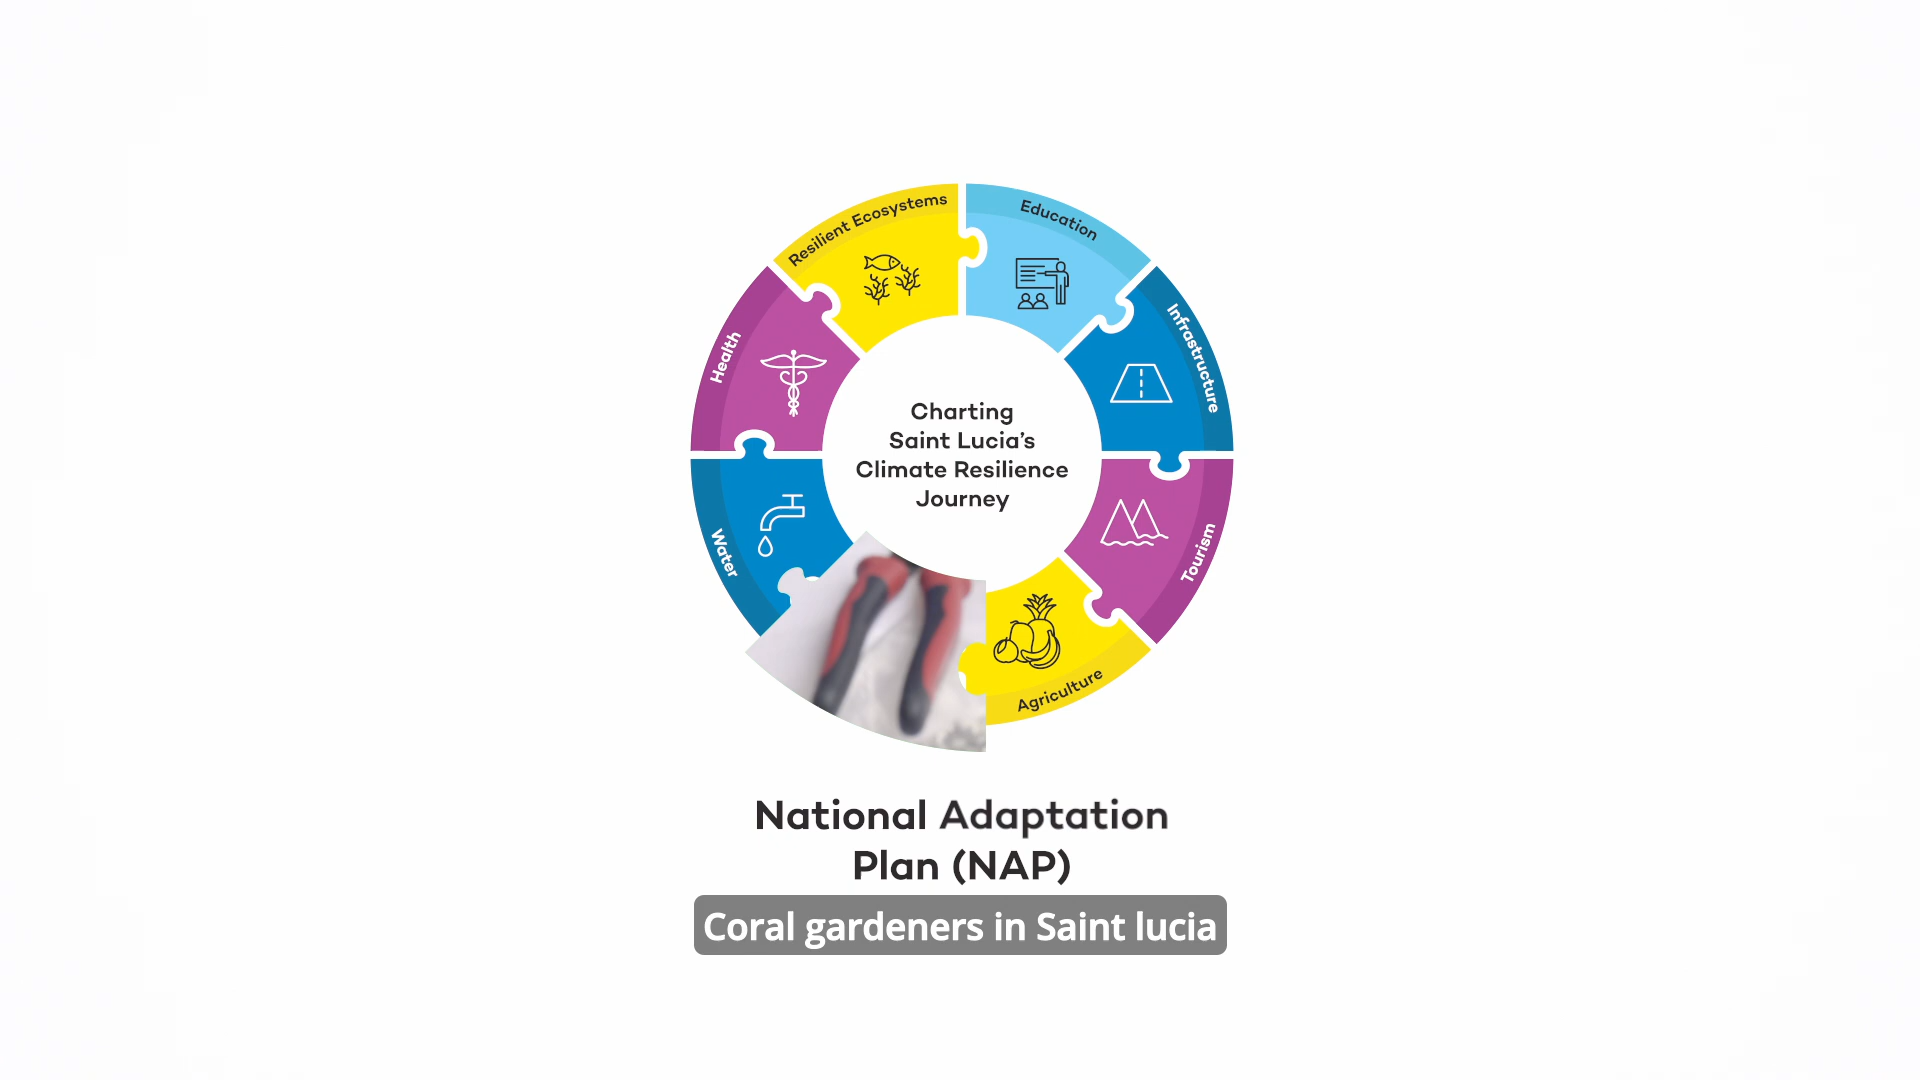 Resilient Ecosystems
Education
Health
Infrastructure
Charting
Saint Lucia’s
Climate Resilience
Journey
Water
Tourism
Agriculture
National Adaptation
Plan (NAP)
Coral gardeners in Saint lucia